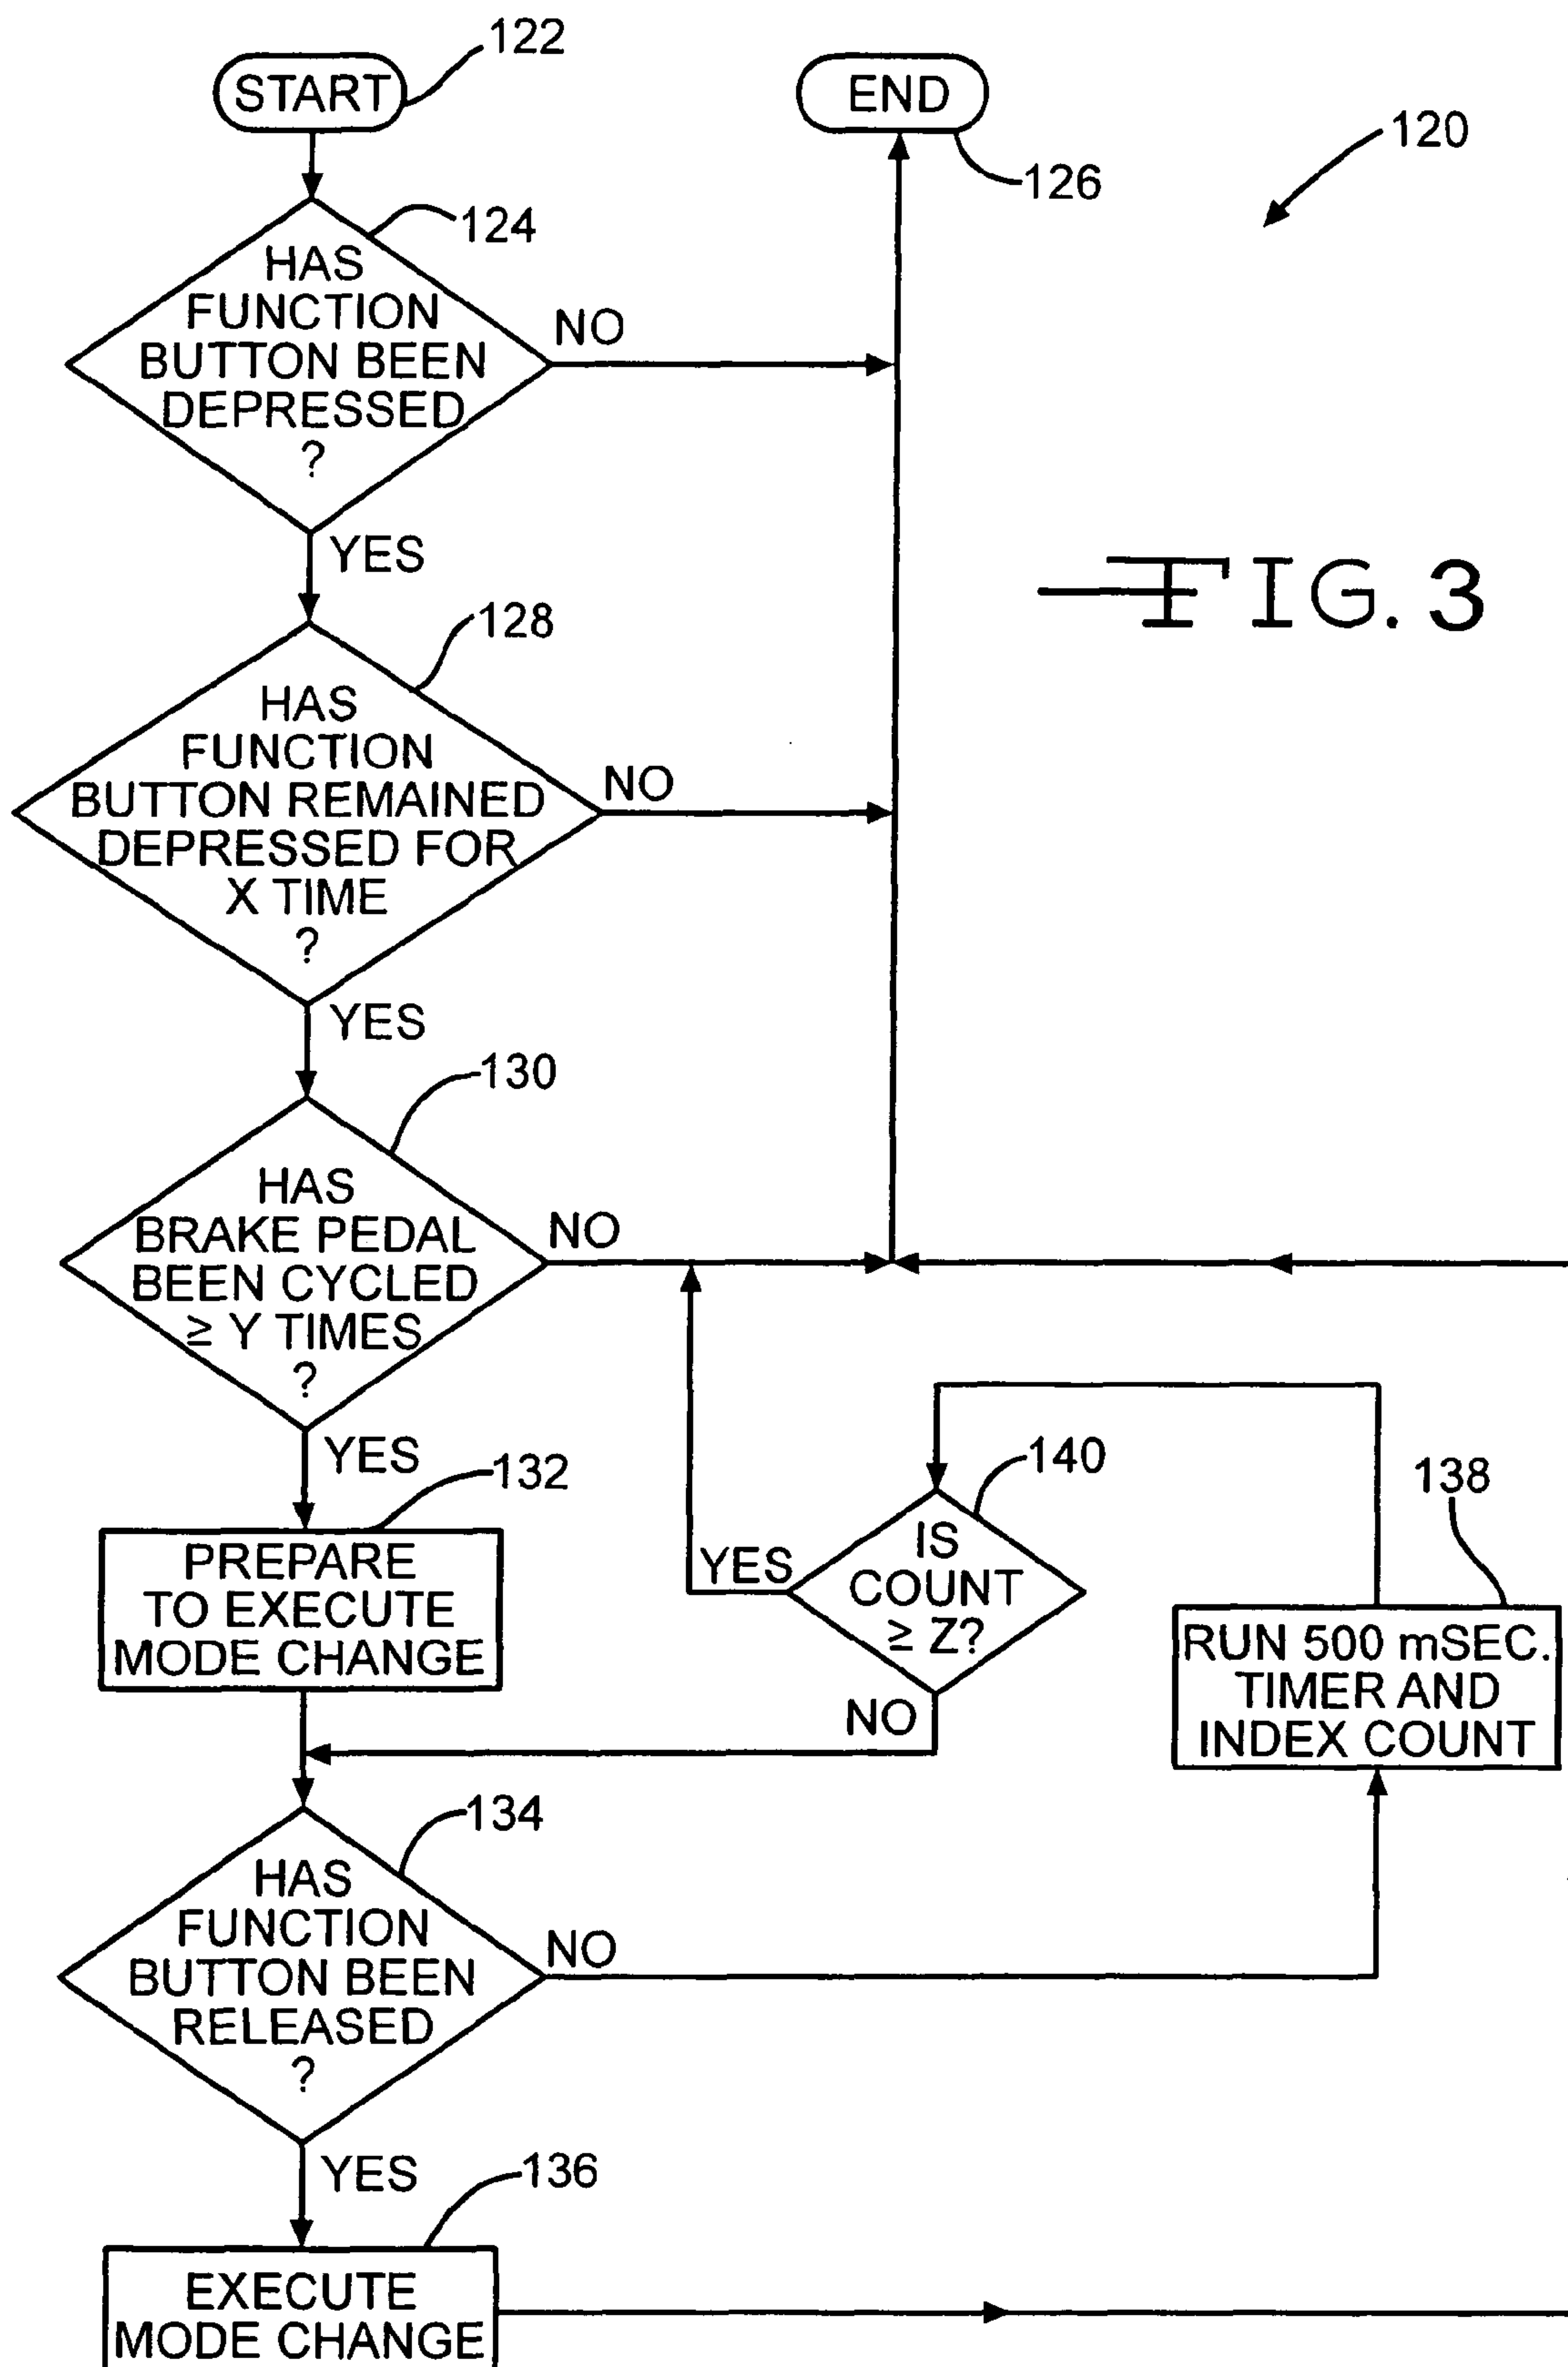 START
122
END
126
120
HAS
FUNCTION
BUTTON BEEN
DEPRESSED
?
124
NO
YES
FIG. 3
HAS
FUNCTION
BUTTON REMAINED
DEPRESSED FOR
X TIME
?
128
NO
YES
HAS
BRAKE PEDAL
BEEN CYCLED
≥ Y TIMES
?
130
NO
YES
PREPARE
TO EXECUTE
MODE CHANGE
132
IS
COUNT
≥ Z?
140
YES
NO
RUN 500 mSEC.
TIMER AND
INDEX COUNT
138
HAS
FUNCTION
BUTTON BEEN
RELEASED
?
134
NO
YES
EXECUTE
MODE CHANGE
136